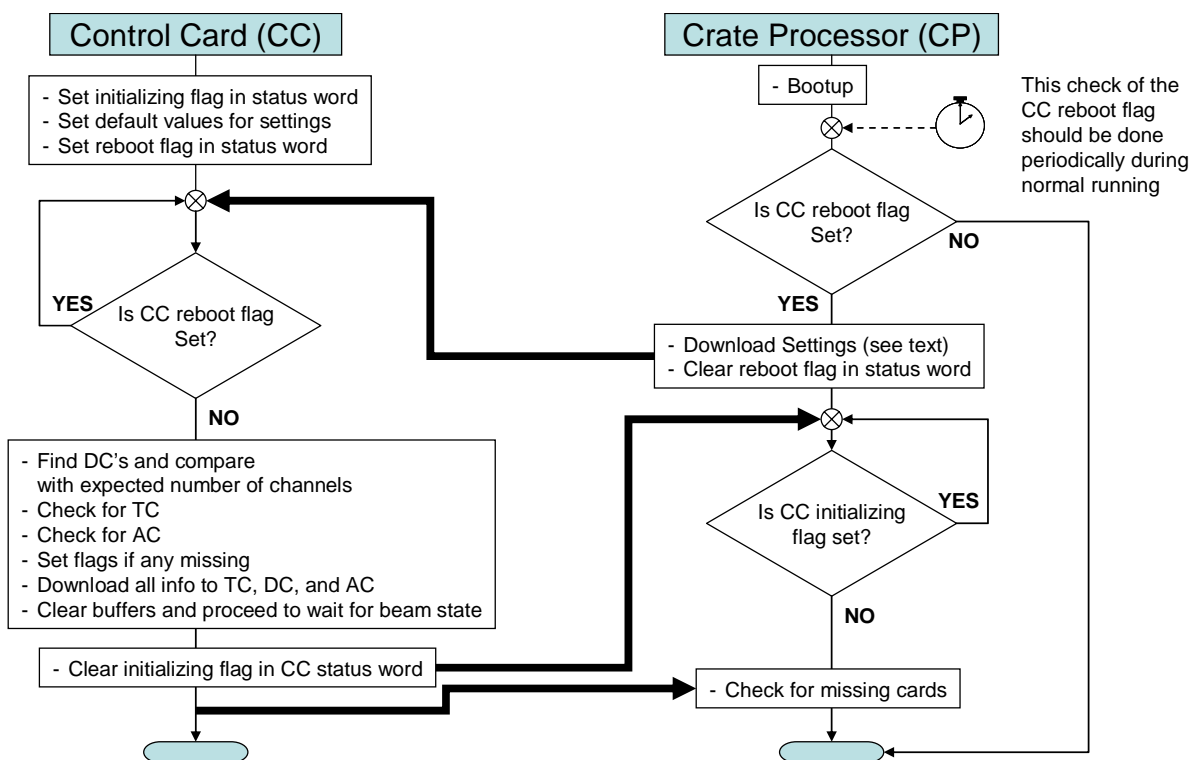 Control Card (CC)
- Set initializing flag in status word
- Set default values for settings
- Set reboot flag in status word
YES
Is CC reboot flag
Set?
NO
- Find DC's and compare
with expected number of channels
- Check for TC
- Check for AC
- Set flags if any missing
- Download all info to TC, DC, and AC
- Clear buffers and proceed to wait for beam state
- Clear initializing flag in CC status word
Crate Processor (CP)
- Bootup
This check of the
CC reboot flag
should be done
periodically during
normal running
Is CC reboot flag
Set?
NO
YES
- Download Settings (see text)
- Clear reboot flag in status word
YES
Is CC initializing
flag set?
NO
- Check for missing cards